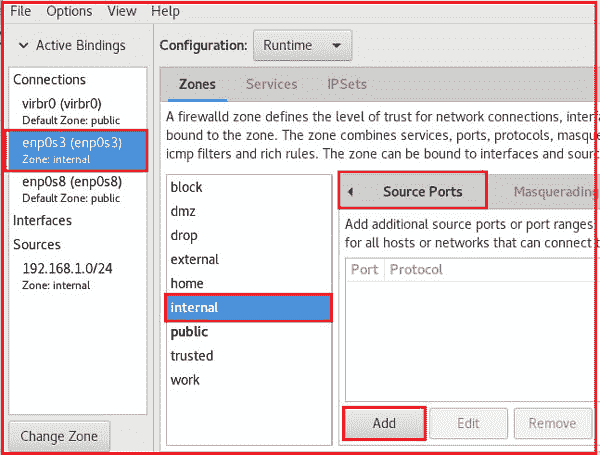 File Options View Help
Active Bindings
Configuration: Runtime
Connections
virbr0 (virbr0)
Default Zone: public
enp0s3 (enp0s3)
Zone: internal
enp0s8 (enp0s8)
Default Zone: public
Interfaces
Sources
192.168.1.0/24
Zone: internal
Change Zone
Zones Services IPSets
A firewalld zone defines the level of trust for network connections, interfa
bound to the zone. The zone combines services, ports, protocols, masque
icmp filters and rich rules. The zone can be bound to interfaces and sourc
block
dmz
drop
external
home
internal
public
trusted
work
Source Ports Masquerading
Add additional source ports or port ranges
for all hosts or networks that can connect t
Port Protocol
Add Edit Remove